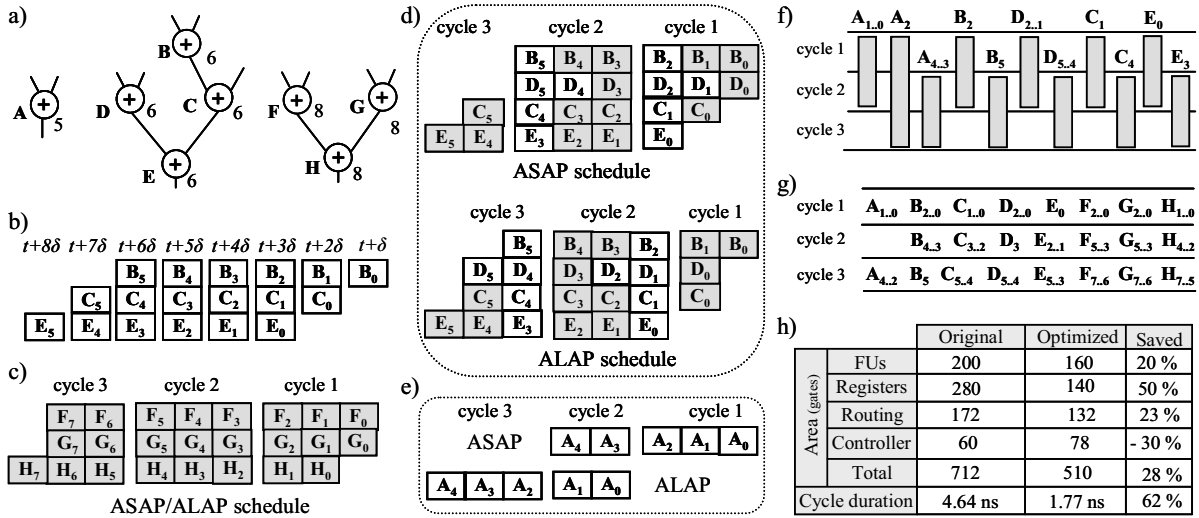 a)
A + 5
B + 6
D + 6
C + 6
E + 6
F + 8
G + 8
H + 8
b)
t+8δ t+7δ t+6δ t+5δ t+4δ t+3δ t+2δ t+δ
B5 B4 B3 B2 B1 B0
C5 C4 C3 C2 C1 C0
E5 E4 E3 E2 E1 E0
c)
cycle 3 cycle 2 cycle 1
F7 F6 F5 F4 F3 F2 F1 F0
G7 G6 G5 G4 G3 G2 G1 G0
H7 H6 H5 H4 H3 H2 H1 H0
ASAP/ALAP schedule
d)
cycle 3 cycle 2 cycle 1
B5 B4 B3 B2 B1 B0
D5 D4 D3 D2 D1 D0
C5 C4 C3 C2 C1 C0
E5 E4 E3 E2 E1 E0
ASAP schedule
cycle 3 cycle 2 cycle 1
B5 B4 B3 B2 B1 B0
D5 D4 D3 D2 D1 D0
C5 C4 C3 C2 C1 C0
E5 E4 E3 E2 E1 E0
ALAP schedule
e)
cycle 3 cycle 2 cycle 1
ASAP A4 A3 A2 A1 A0
A4 A3 A2 A1 A0 ALAP
f)
A1..0 A2 B2 D2..1 C1 E0
cycle 1
A4..3 B5 D5..4 C4 E3
cycle 2
cycle 3
g)
cycle 1 A1..0 B2..0 C1..0 D2..0 E0 F2..0 G2..0 H1..0
cycle 2 B4..3 C3..2 D3 E2..1 F5..3 G5..3 H4..2
cycle 3 A4..2 B5 C5..4 D5..4 E5..3 F7..6 G7..6 H7..5
h)
Original Optimized Saved
Area (gates)
FUs 200 160 20 %
Registers 280 140 50 %
Routing 172 132 23 %
Controller 60 78 - 30 %
Total 712 510 28 %
Cycle duration 4.64 ns 1.77 ns 62 %